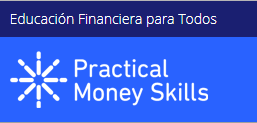 Educación Financiera para Todos
Practical
Money Skills